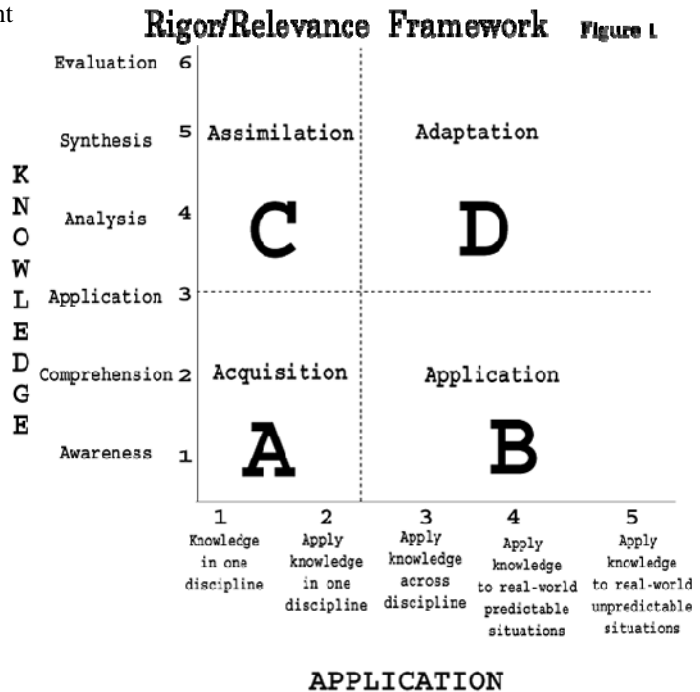 nt
Rigor/Relevance Framework Figure 1.
Evaluation 6
Synthesis 5 Assimilation Adaptation
C D
Analysis 4
Application 3
Comprehension 2 Acquisition Application
A B
Awareness 1
KNOWLEDGE
1 2 3 4 5
Knowledge
in one
discipline
Apply
knowledge
in one
discipline
Apply
knowledge
across
discipline
Apply
knowledge
to real-world
predictable
situations
Apply
knowledge
to real-world
unpredictable
situations
APPLICATION